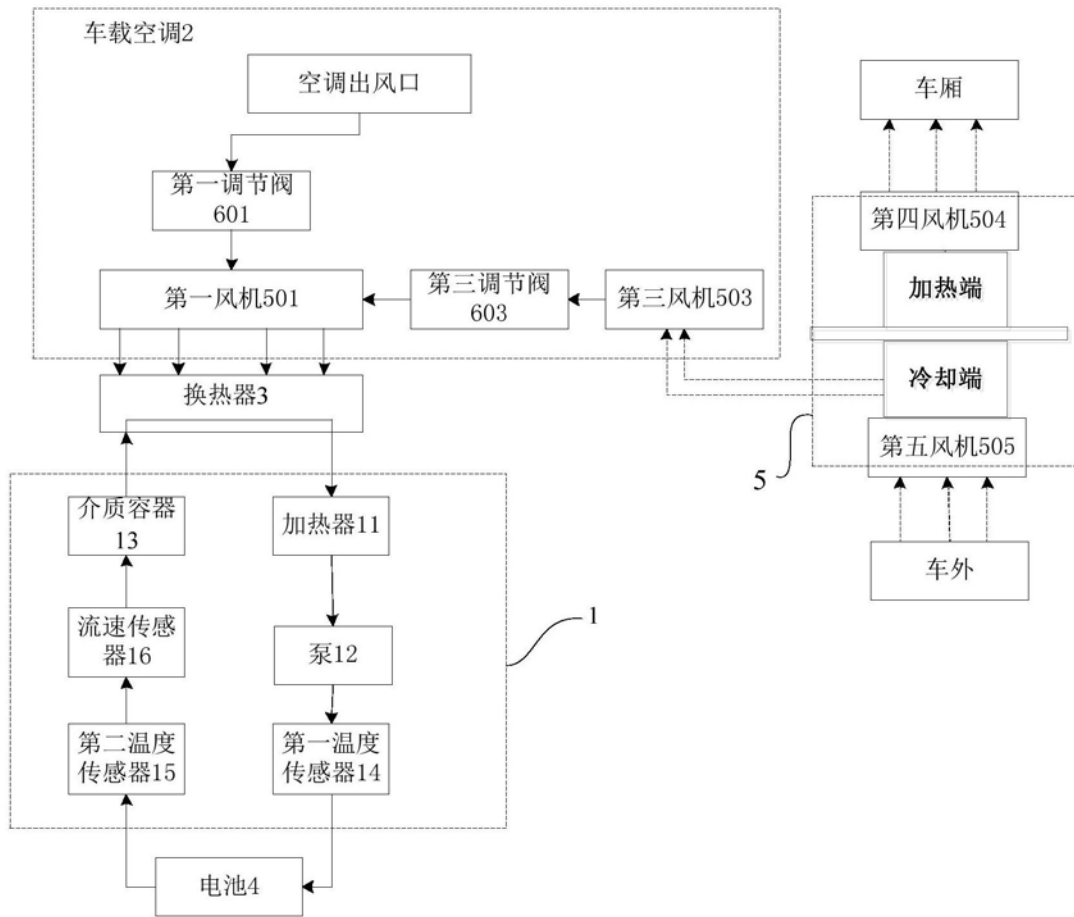 车载空调2
空调出风口
车厢
第一调节阀
601
第四风机504
加热端
第一风机501
第三调节阀
603
第三风机503
冷却端
换热器3
第五风机505
5
介质容器
13
加热器11
车外
1
流速传感
器16
泵12
第二温度
传感器15
第一温度
传感器14
电池4